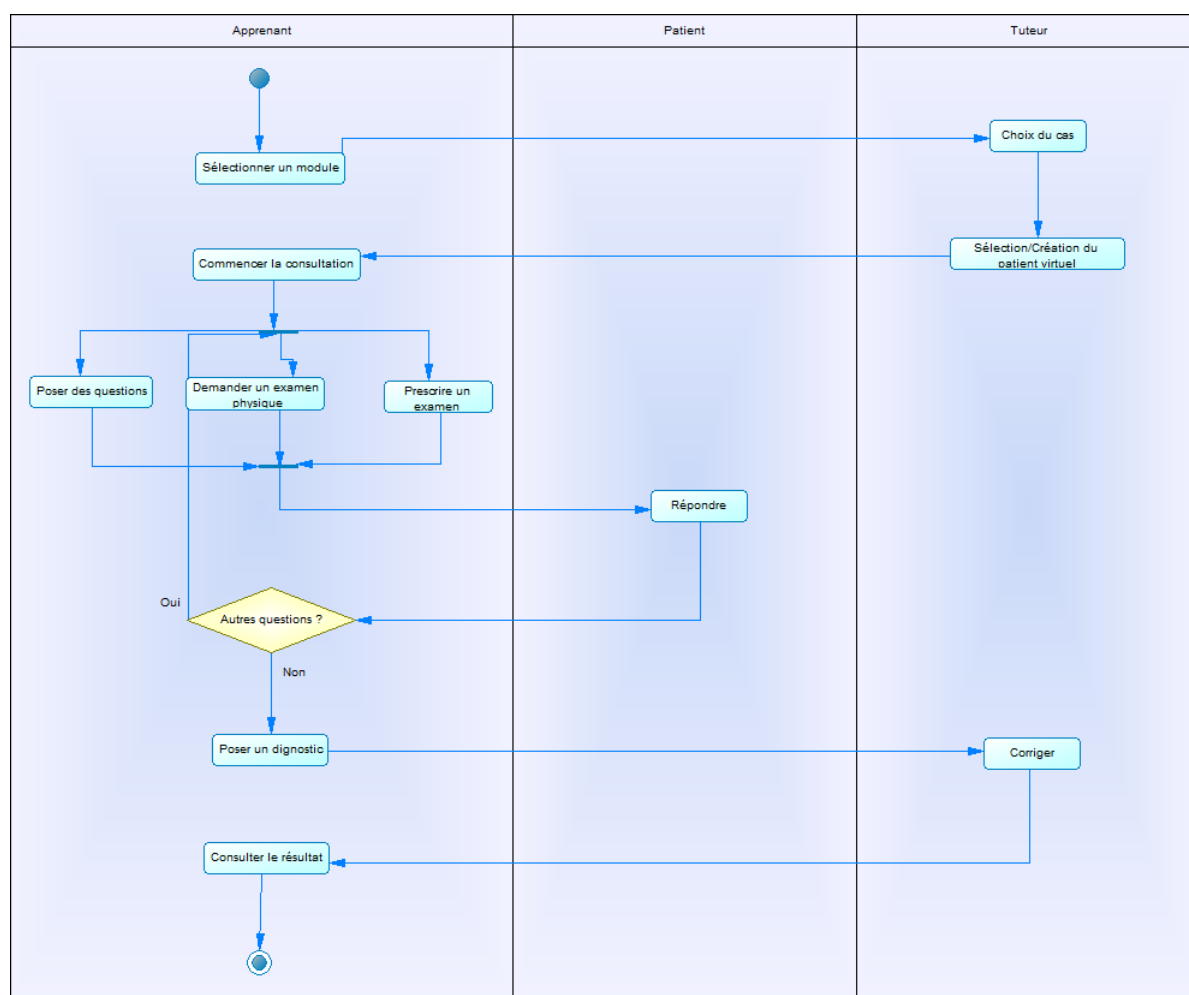 Apprenant
Patient
Tuteur
Choix du cas
Sélectionner un module
Sélection/Création du
patient virtuel
Commencer la consultation
Poser des questions
Demander un examen
physique
Prescrire un
examen
Répondre
Oui
Autres questions ?
Non
Poser un dignostic
Corriger
Consulter le résultat